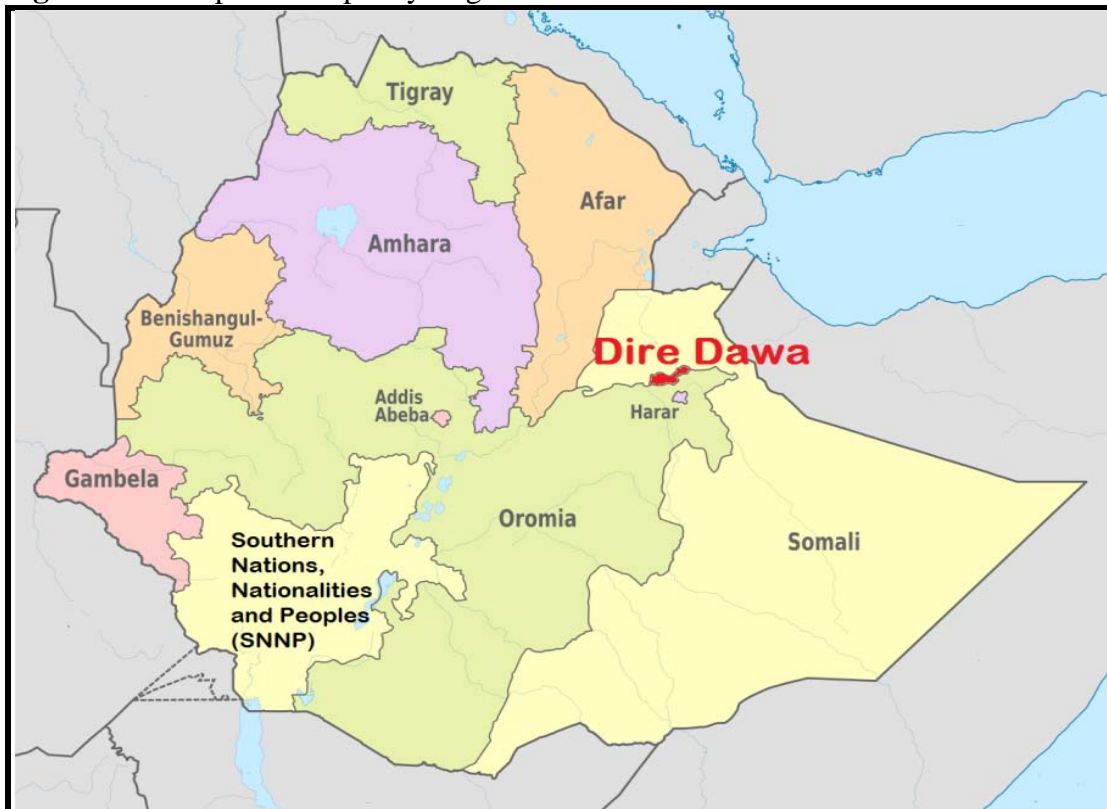 Tigray
Afar
Amhara
Benishangul-
Gumuz
Dire Dawa
Addis
Abeba
Harar
Gambela
Oromia
Southern
Nations,
Nationalities
and Peoples
(SNNP)
Somali